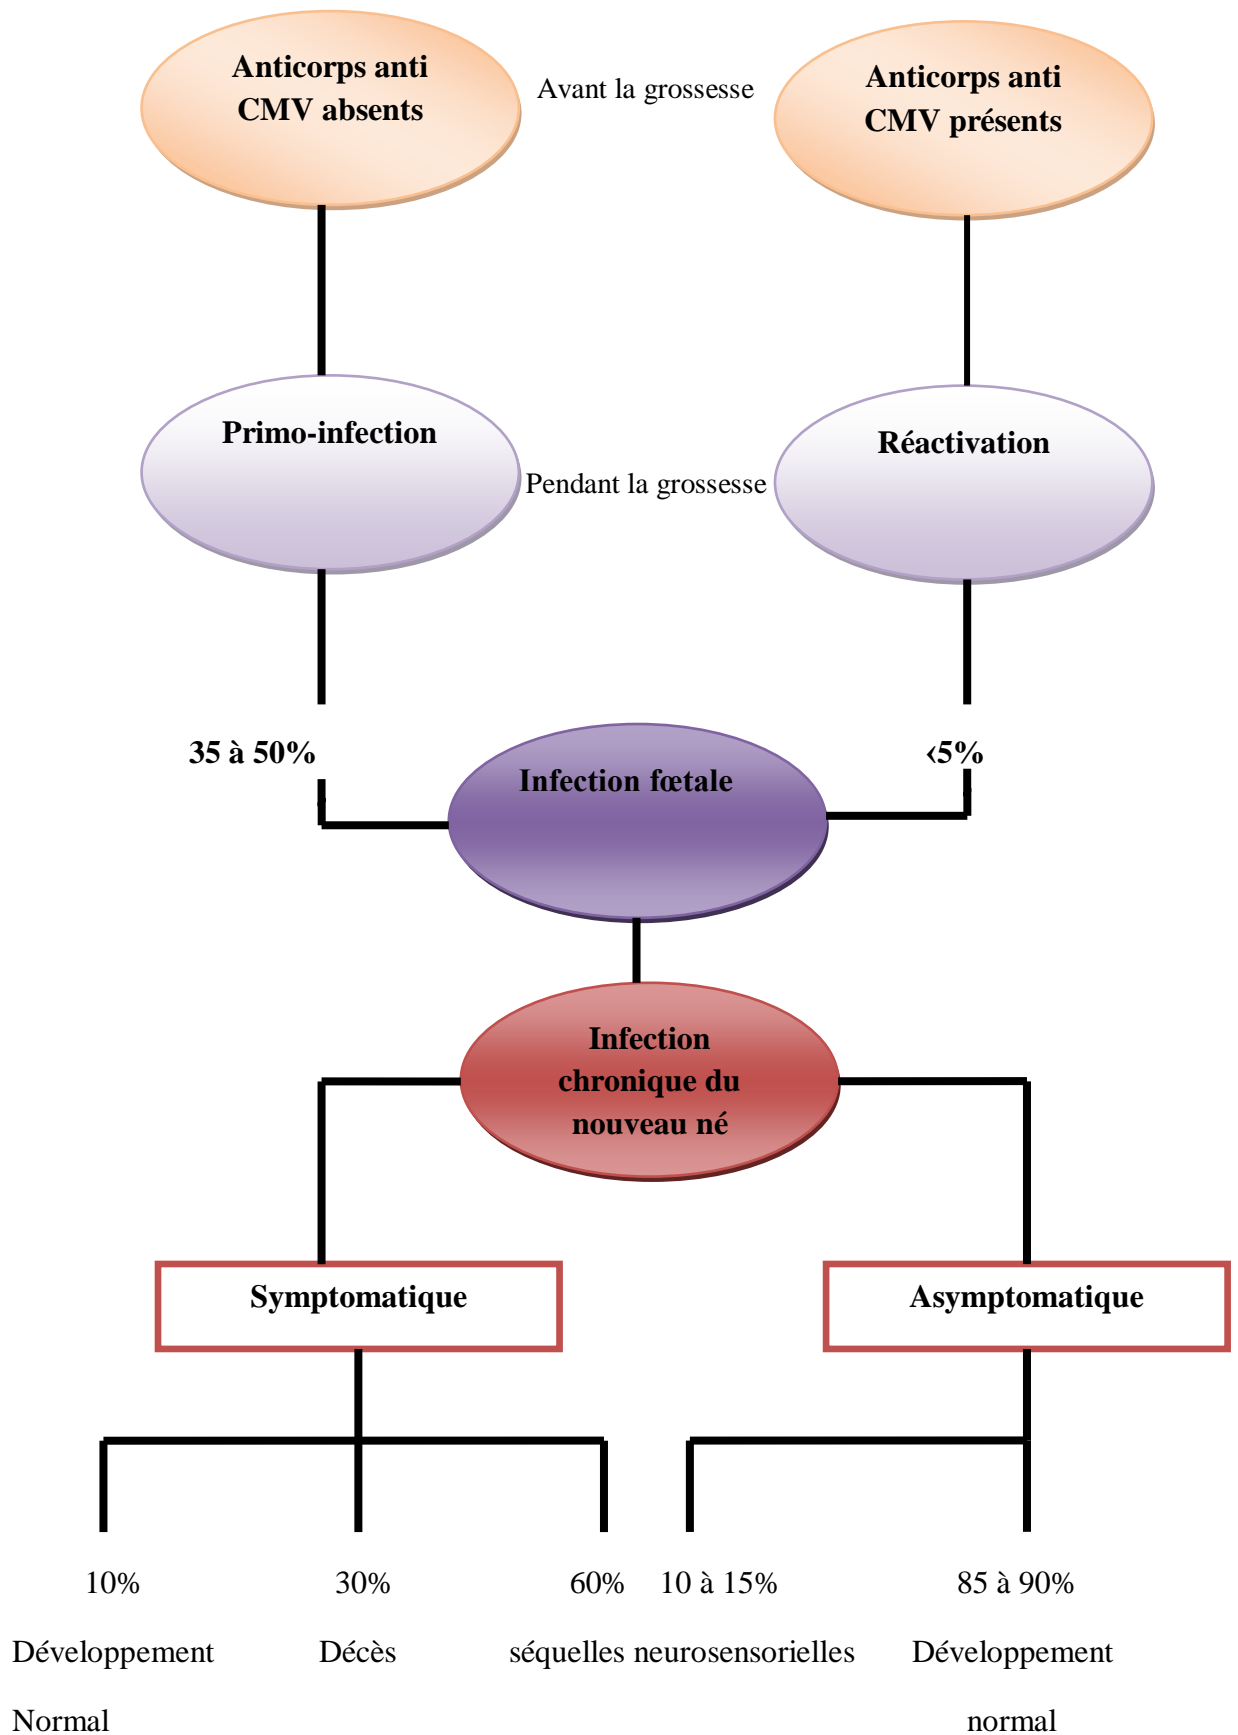 Anticorps anti
CMV absents
Avant la grossesse
Anticorps anti
CMV présents
Primo-infection
Pendant la grossesse
Réactivation
35 à 50%
Infection fœtale
‹5%
Infection
chronique du
nouveau né
Symptomatique
Asymptomatique
10% 30% 60% 10 à 15% 85 à 90%
Développement Décès séquelles neurosensorielles Développement
Normal normal